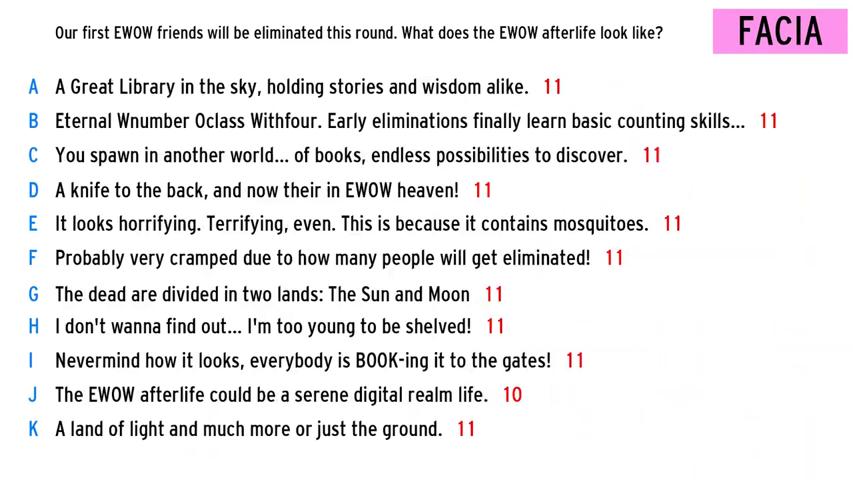 Our first EWOW friends will be eliminated this round. What does the EWOW afterlife look like?
FACIA
A A Great Library in the sky, holding stories and wisdom alike. 11
B Eternal Wnumber Oclass Withfour. Early eliminations finally learn basic counting skills... 11
C You spawn in another world... of books, endless possibilities to discover. 11
D A knife to the back, and now their in EWOW heaven! 11
E It looks horrifying. Terrifying, even. This is because it contains mosquitoes. 11
F Probably very cramped due to how many people will get eliminated! 11
G The dead are divided in two lands: The Sun and Moon 11
H I don't wanna find out... I'm too young to be shelved! 11
I Nevermind how it looks, everybody is BOOK-ing it to the gates! 11
J The EWOW afterlife could be a serene digital realm life. 10
K A land of light and much more or just the ground. 11